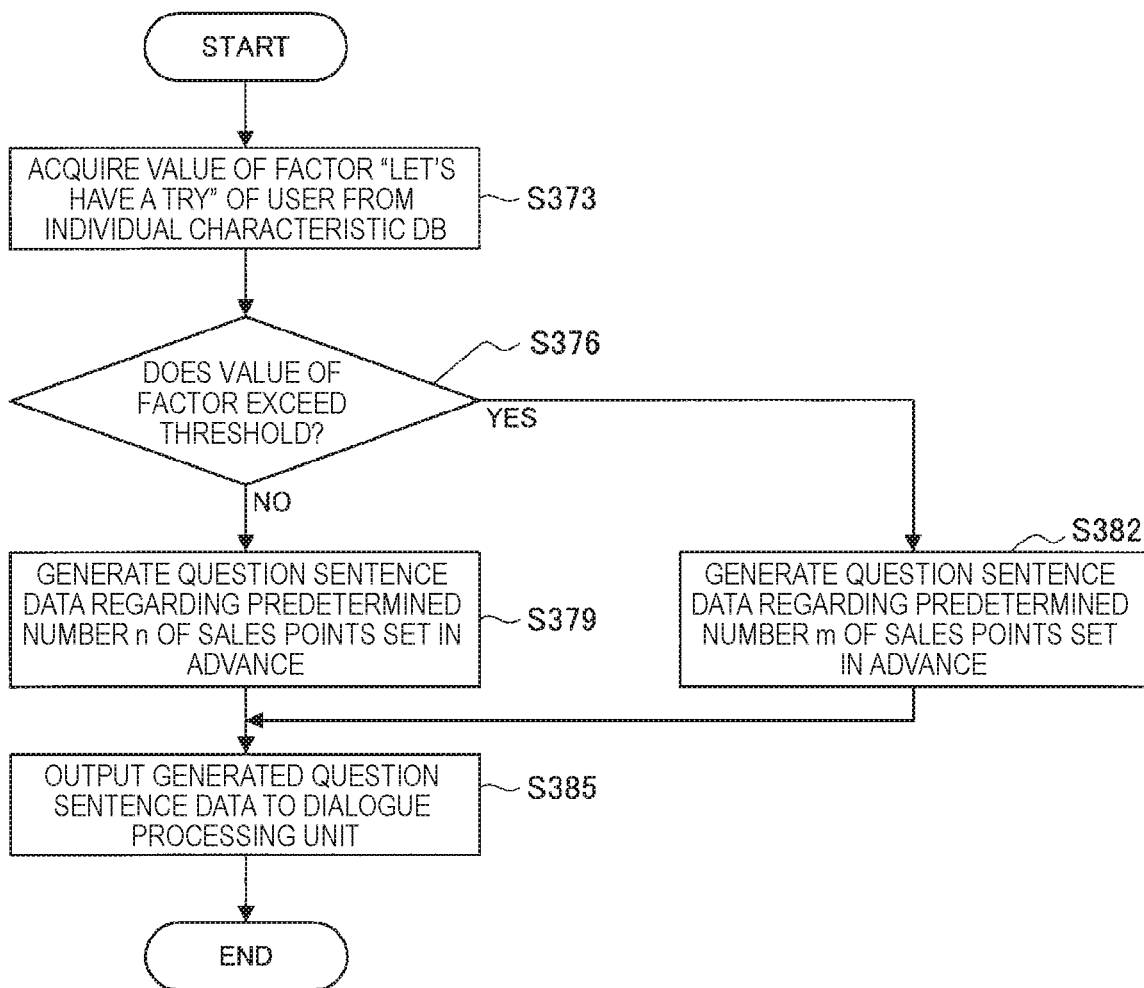 START
ACQUIRE VALUE OF FACTOR “LET’S
HAVE A TRY” OF USER FROM
INDIVIDUAL CHARACTERISTIC DB
S373
S376
DOES VALUE OF
FACTOR EXCEED
THRESHOLD?
YES
NO
S382
GENERATE QUESTION SENTENCE
DATA REGARDING PREDETERMINED
NUMBER n OF SALES POINTS SET IN
ADVANCE
S379
GENERATE QUESTION SENTENCE
DATA REGARDING PREDETERMINED
NUMBER m OF SALES POINTS SET
IN ADVANCE
OUTPUT GENERATED QUESTION
SENTENCE DATA TO DIALOGUE
PROCESSING UNIT
S385
END